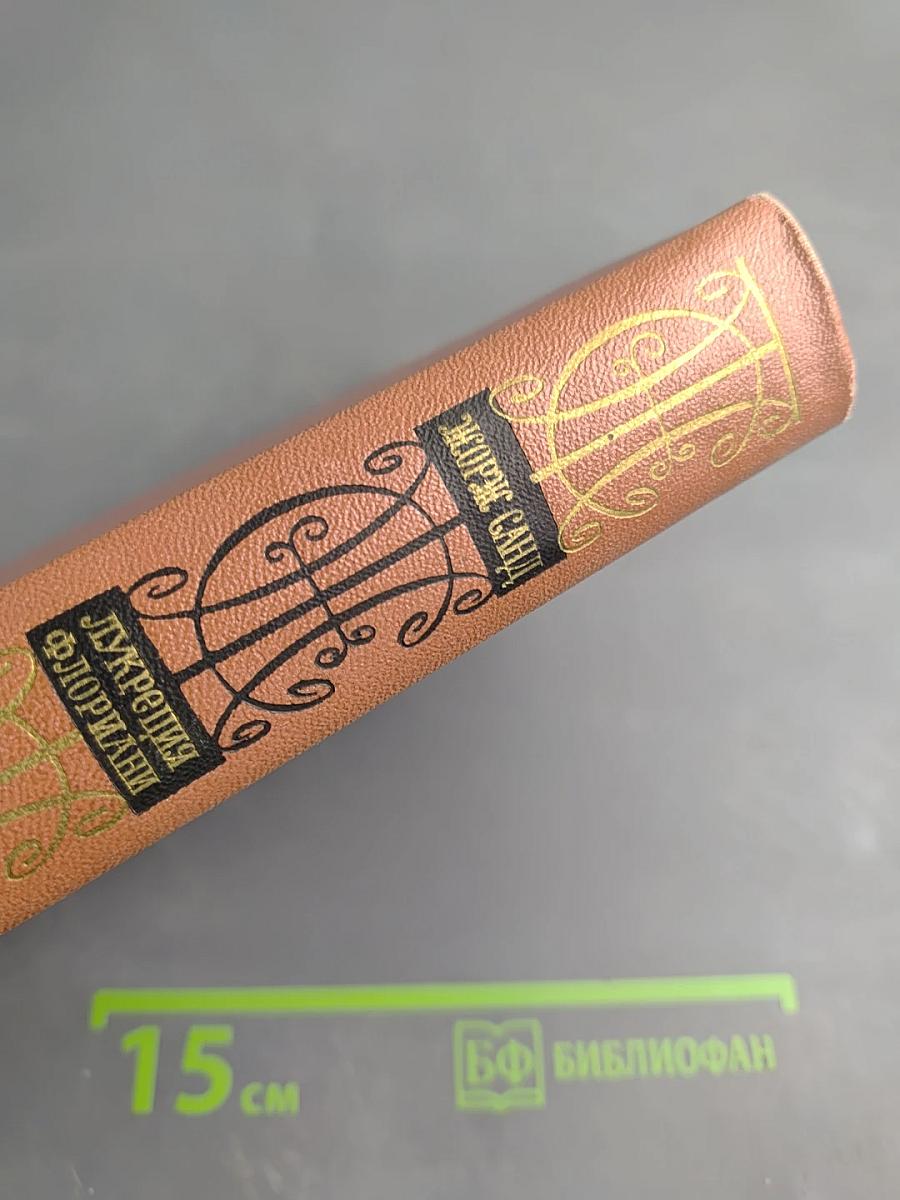 ЖОРЖ САНД
ЛУКРЕЦИЯ
ФЛОРИАНИ
15 см
БФ БИБЛИОФАН